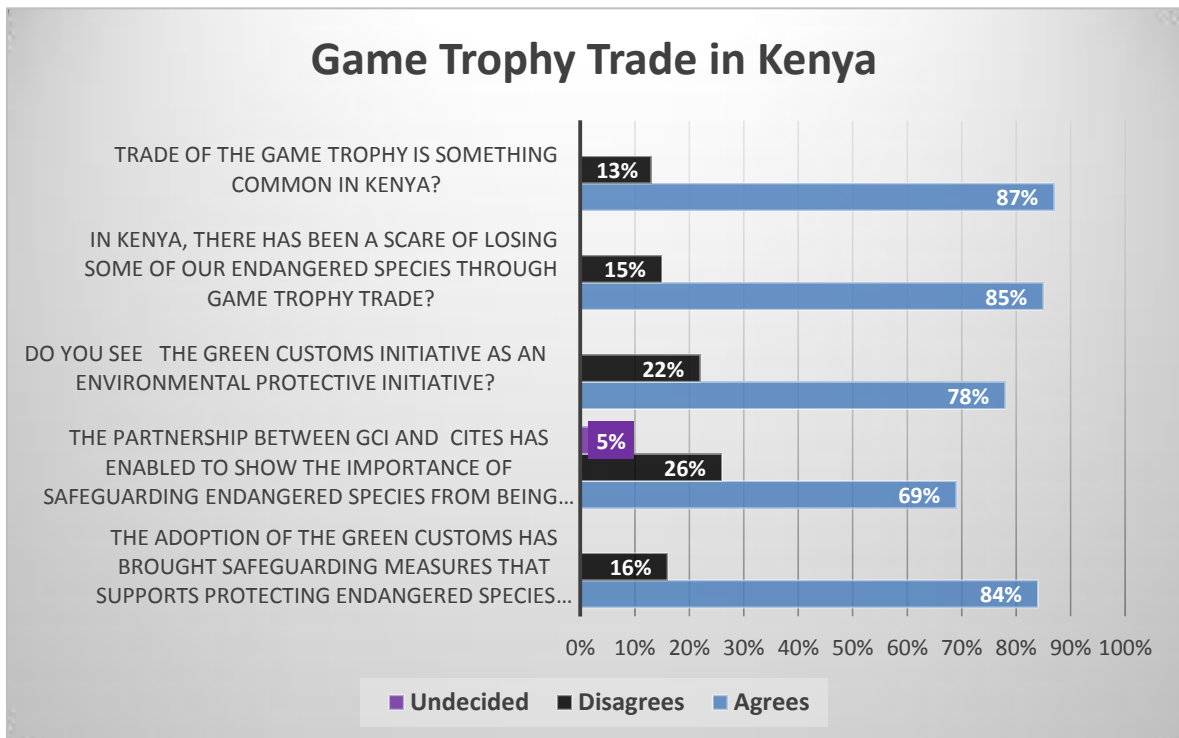 Game Trophy Trade in Kenya
TRADE OF THE GAME TROPHY IS SOMETHING
COMMON IN KENYA?
13%
87%
IN KENYA, THERE HAS BEEN A SCARE OF LOSING
SOME OF OUR ENDANGERED SPECIES THROUGH
GAME TROPHY TRADE?
15%
85%
DO YOU SEE THE GREEN CUSTOMS INITIATIVE AS AN
ENVIRONMENTAL PROTECTIVE INITIATIVE?
22%
78%
THE PARTNERSHIP BETWEEN GCI AND CITES HAS
ENABLED TO SHOW THE IMPORTANCE OF
SAFEGUARDING ENDANGERED SPECIES FROM BEING...
5%
26%
69%
THE ADOPTION OF THE GREEN CUSTOMS HAS
BROUGHT SAFEGUARDING MEASURES THAT
SUPPORTS PROTECTING ENDANGERED SPECIES...
16%
84%
0% 10% 20% 30% 40% 50% 60% 70% 80% 90% 100%
Undecided Disagrees Agrees